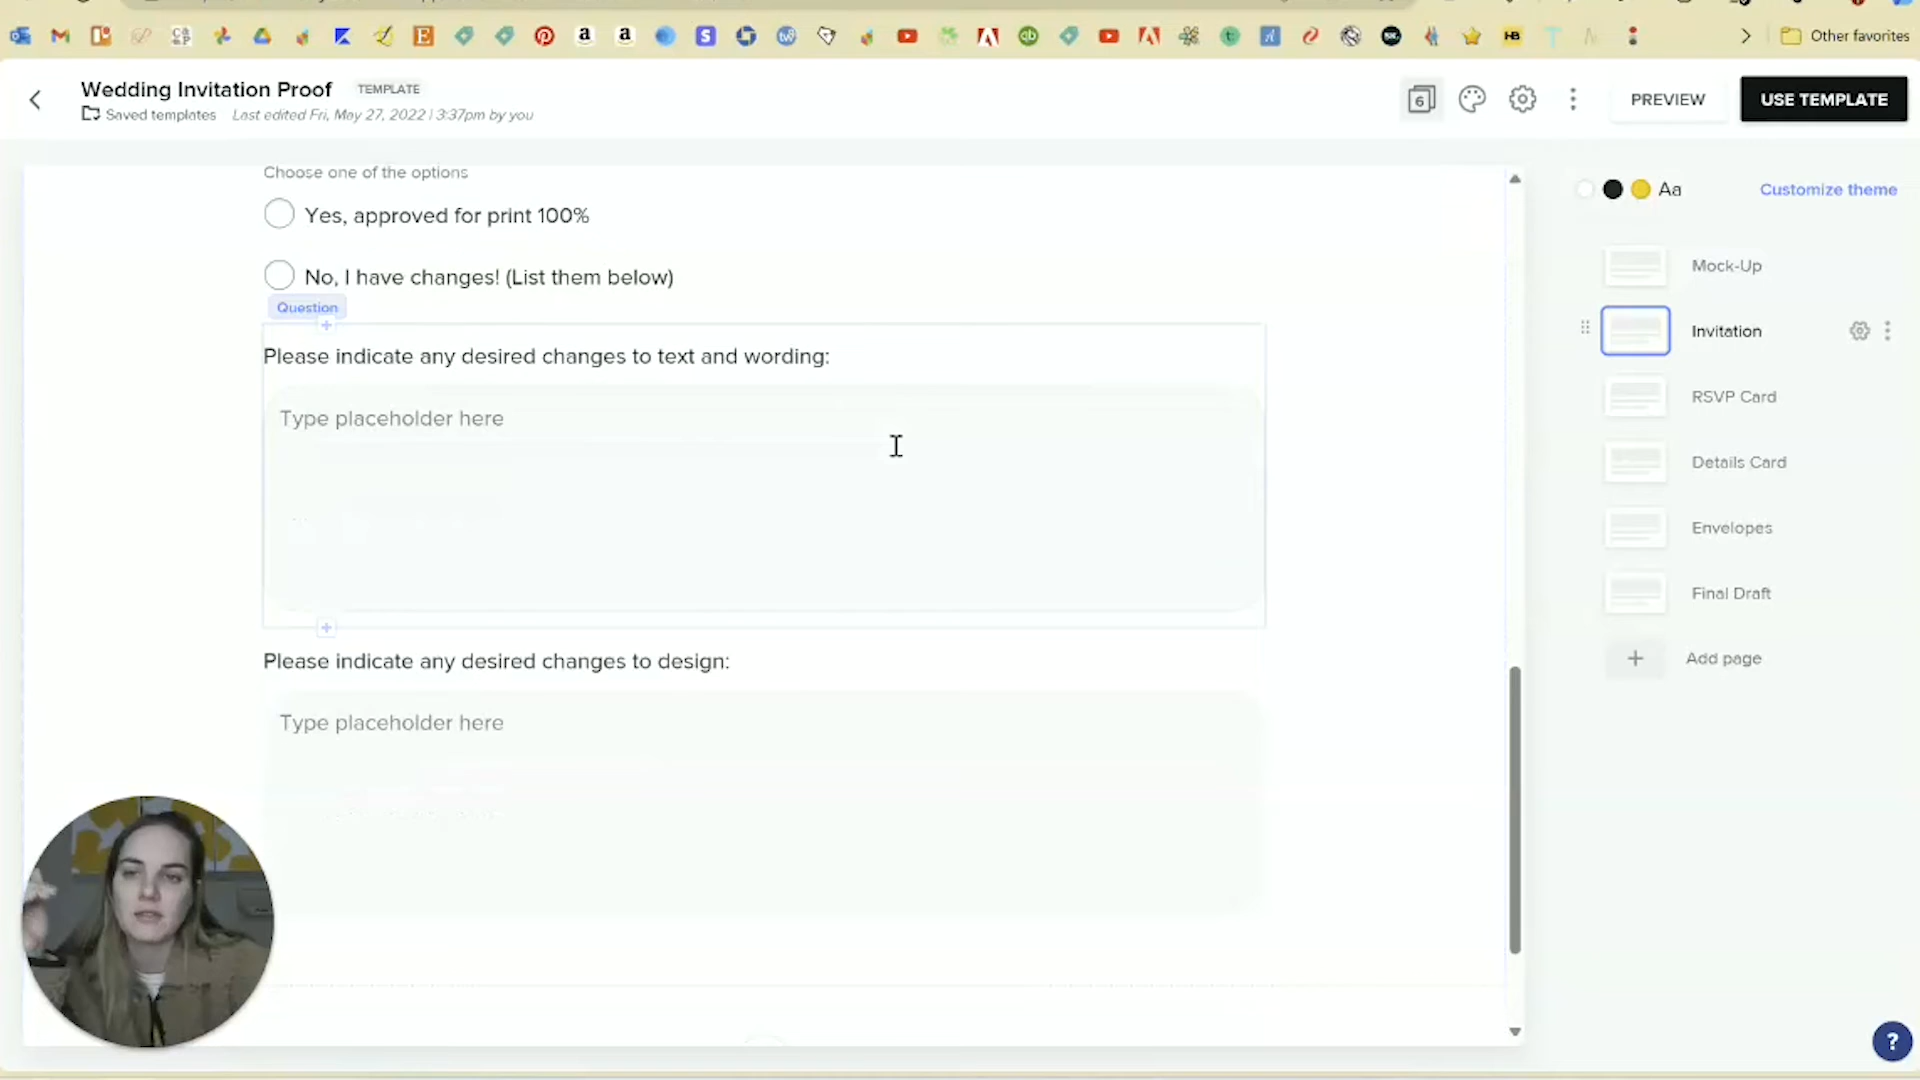 Other favorites
Wedding Invitation Proof TEMPLATE
Saved templates Last edited Fri, May 27, 2022 | 3:37pm by you
6
PREVIEW
USE TEMPLATE
Choose one of the options
Yes, approved for print 100%
No, I have changes! (List them below)
Question
Please indicate any desired changes to text and wording:
Type placeholder here
Please indicate any desired changes to design:
Type placeholder here
Aa
Customize theme
Mock-Up
Invitation
RSVP Card
Details Card
Envelopes
Final Draft
+ Add page
?